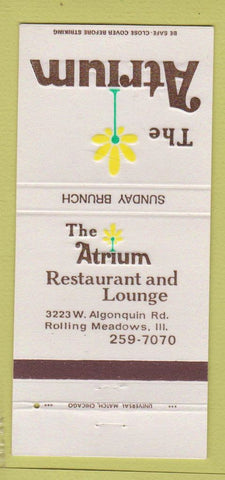 BE SAFE-CLOSE COVER BEFORE STRIKING
The
Atrium
SUNDAY BRUNCH
The
Atrium
Restaurant and
Lounge
3223 W. Algonquin Rd.
Rolling Meadows, Ill.
259-7070
UNIVERSAL MATCH, CHICAGO